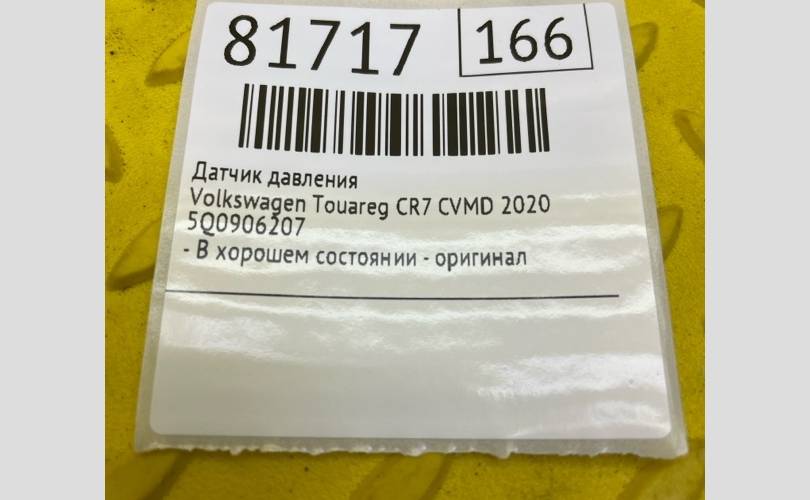 81717 166
Датчик давления
Volkswagen Touareg CR7 CVMD 2020
5Q0906207
- В хорошем состоянии - оригинал